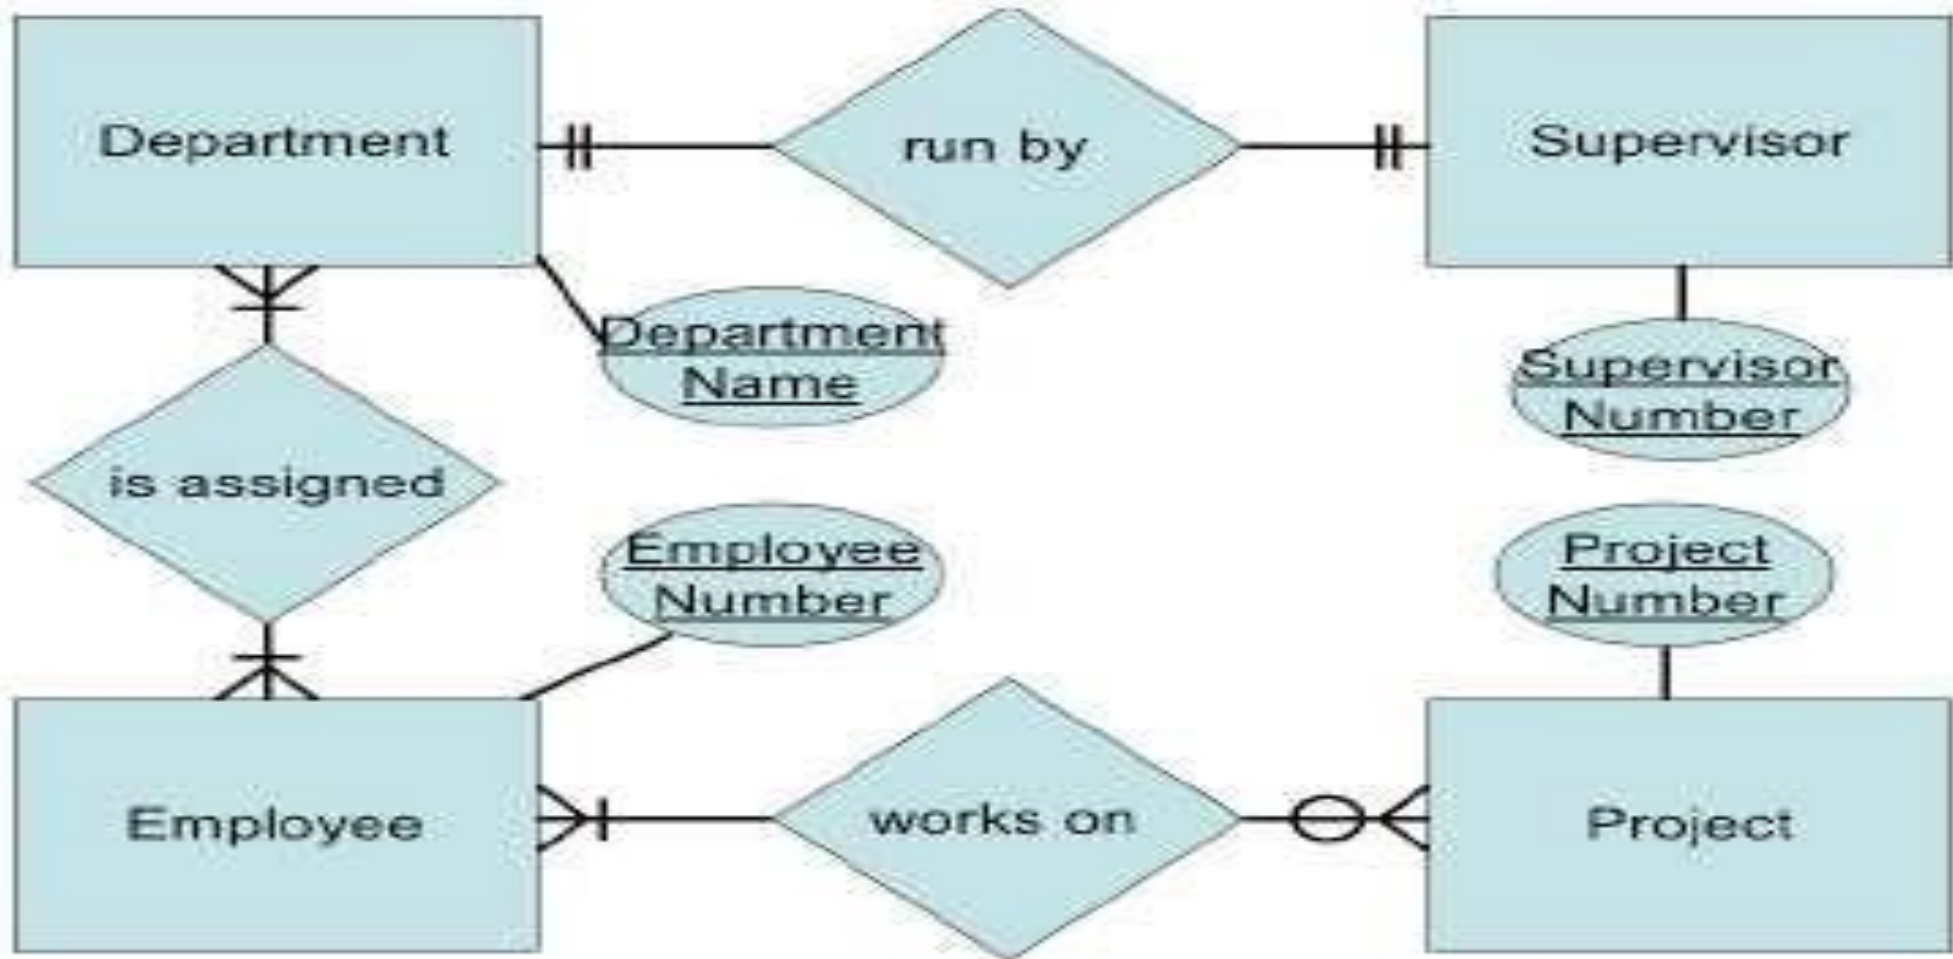 Department
run by
Supervisor
Department
Name
Supervisor
Number
is assigned
Employee
Number
Project
Number
Employee
works on
Project